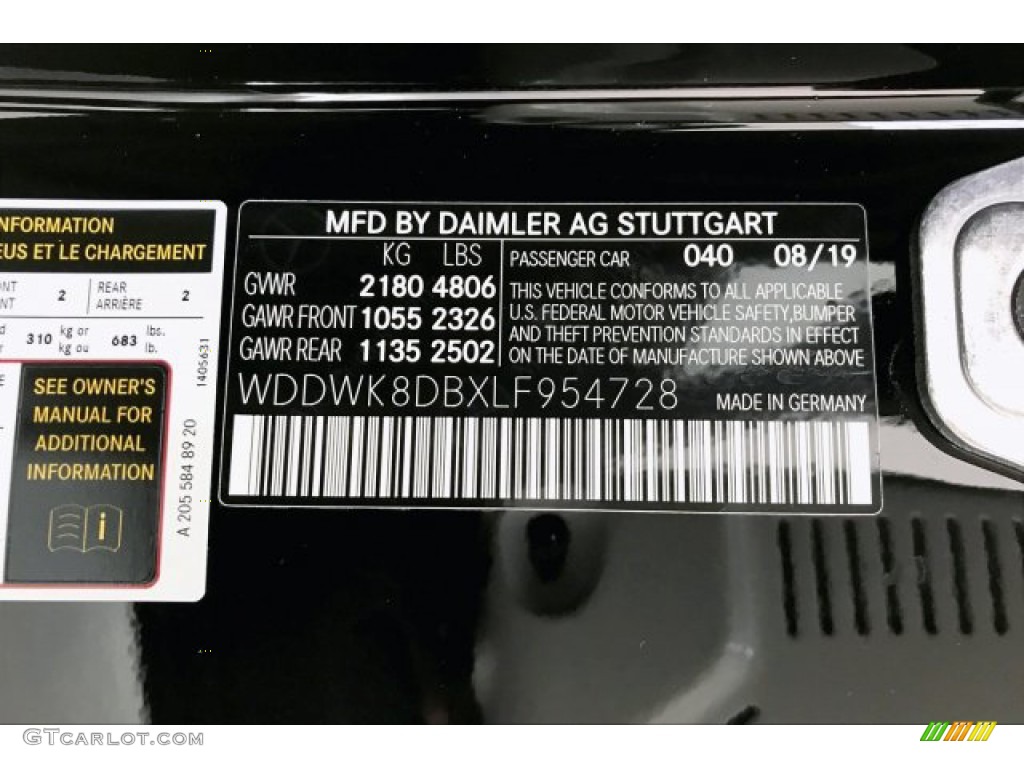 NFORMATION
EUS ET LE CHARGEMENT
2
REAR
ARRIÈRE
2
310
kg or
kg ou
683
lbs.
lb.
1405631
SEE OWNER'S
MANUAL FOR
ADDITIONAL
INFORMATION
i
A 205 584 89 20
MFD BY DAIMLER AG STUTTGART
KG LBS
GVWR 2180 4806
GAWR FRONT 1055 2326
GAWR REAR 1135 2502
PASSENGER CAR 040 08/19
THIS VEHICLE CONFORMS TO ALL APPLICABLE
U.S. FEDERAL MOTOR VEHICLE SAFETY,BUMPER
AND THEFT PREVENTION STANDARDS IN EFFECT
ON THE DATE OF MANUFACTURE SHOWN ABOVE
WDDWK8DBXLF954728
MADE IN GERMANY
GTcarlot.com